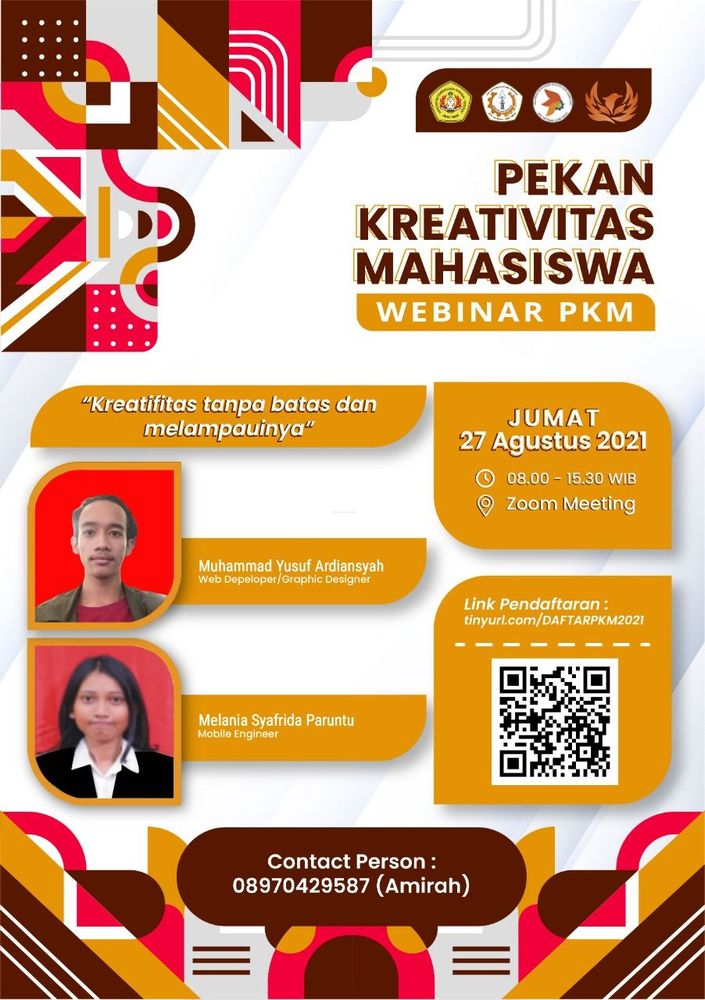 PEKAN
KREATIVITAS
MAHASISWA
WEBINAR PKM
“Kreatifitas tanpa batas dan
melampauinya”
JUMAT
27 Agustus 2021
08.00 - 15.30 WIB
Zoom Meeting
Muhammad Yusuf Ardiansyah
Web Depeloper/Graphic Designer
Link Pendaftaran :
tinyurl.com/DAFTARPKM2021
Melania Syafrida Paruntu
Mobile Engineer
Contact Person :
08970429587 (Amirah)